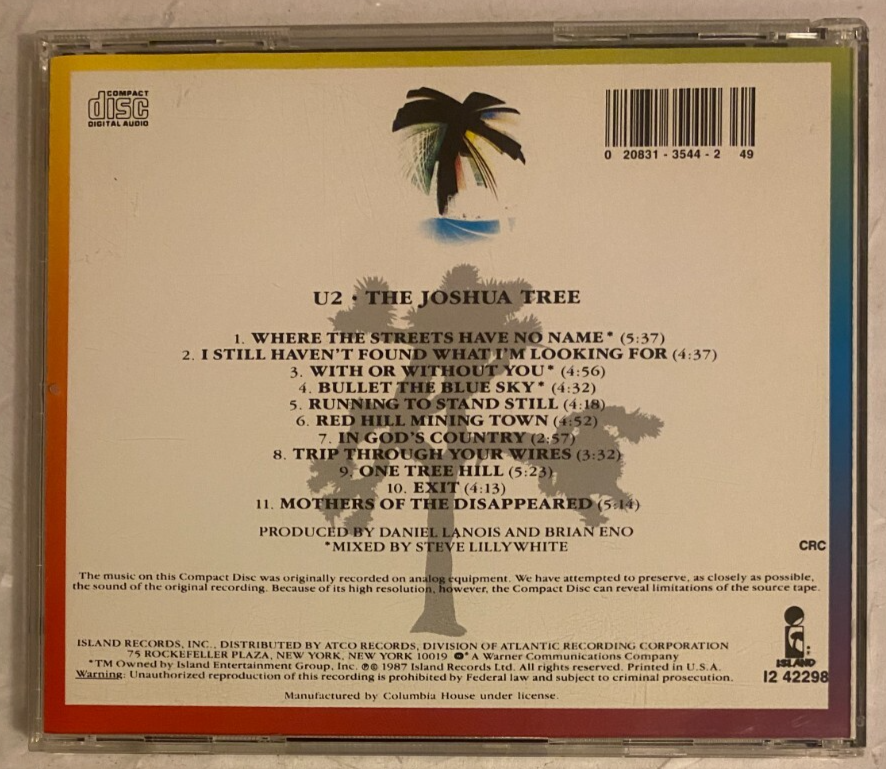 COMPACT
disc
DIGITAL AUDIO
0 20831 - 3544 - 2 49
U2 • THE JOSHUA TREE
1. WHERE THE STREETS HAVE NO NAME* (5:37)
2. I STILL HAVEN'T FOUND WHAT I'M LOOKING FOR (4:37)
3. WITH OR WITHOUT YOU* (4:56)
4. BULLET THE BLUE SKY* (4:32)
5. RUNNING TO STAND STILL (4:18)
6. RED HILL MINING TOWN (4:52)
7. IN GOD'S COUNTRY (2:57)
8. TRIP THROUGH YOUR WIRES (3:32)
9. ONE TREE HILL (5:23)
10. EXIT (4:13)
11. MOTHERS OF THE DISAPPEARED (5:14)
PRODUCED BY DANIEL LANOIS AND BRIAN ENO
*MIXED BY STEVE LILLYWHITE
CRC
The music on this Compact Disc was originally recorded on analog equipment. We have attempted to preserve, as closely as possible,
the sound of the original recording. Because of its high resolution, however, the Compact Disc can reveal limitations of the source tape.
ISLAND RECORDS, INC., DISTRIBUTED BY ATCO RECORDS, DIVISION OF ATLANTIC RECORDING CORPORATION
75 ROCKEFELLER PLAZA, NEW YORK, NEW YORK 10019 * A Warner Communications Company
*TM Owned by Island Entertainment Group, Inc. ℗© 1987 Island Records Ltd. All rights reserved. Printed in U.S.A.
Warning: Unauthorized reproduction of this recording is prohibited by Federal law and subject to criminal prosecution.
ISLAND
I2 42298
Manufactured by Columbia House under license.